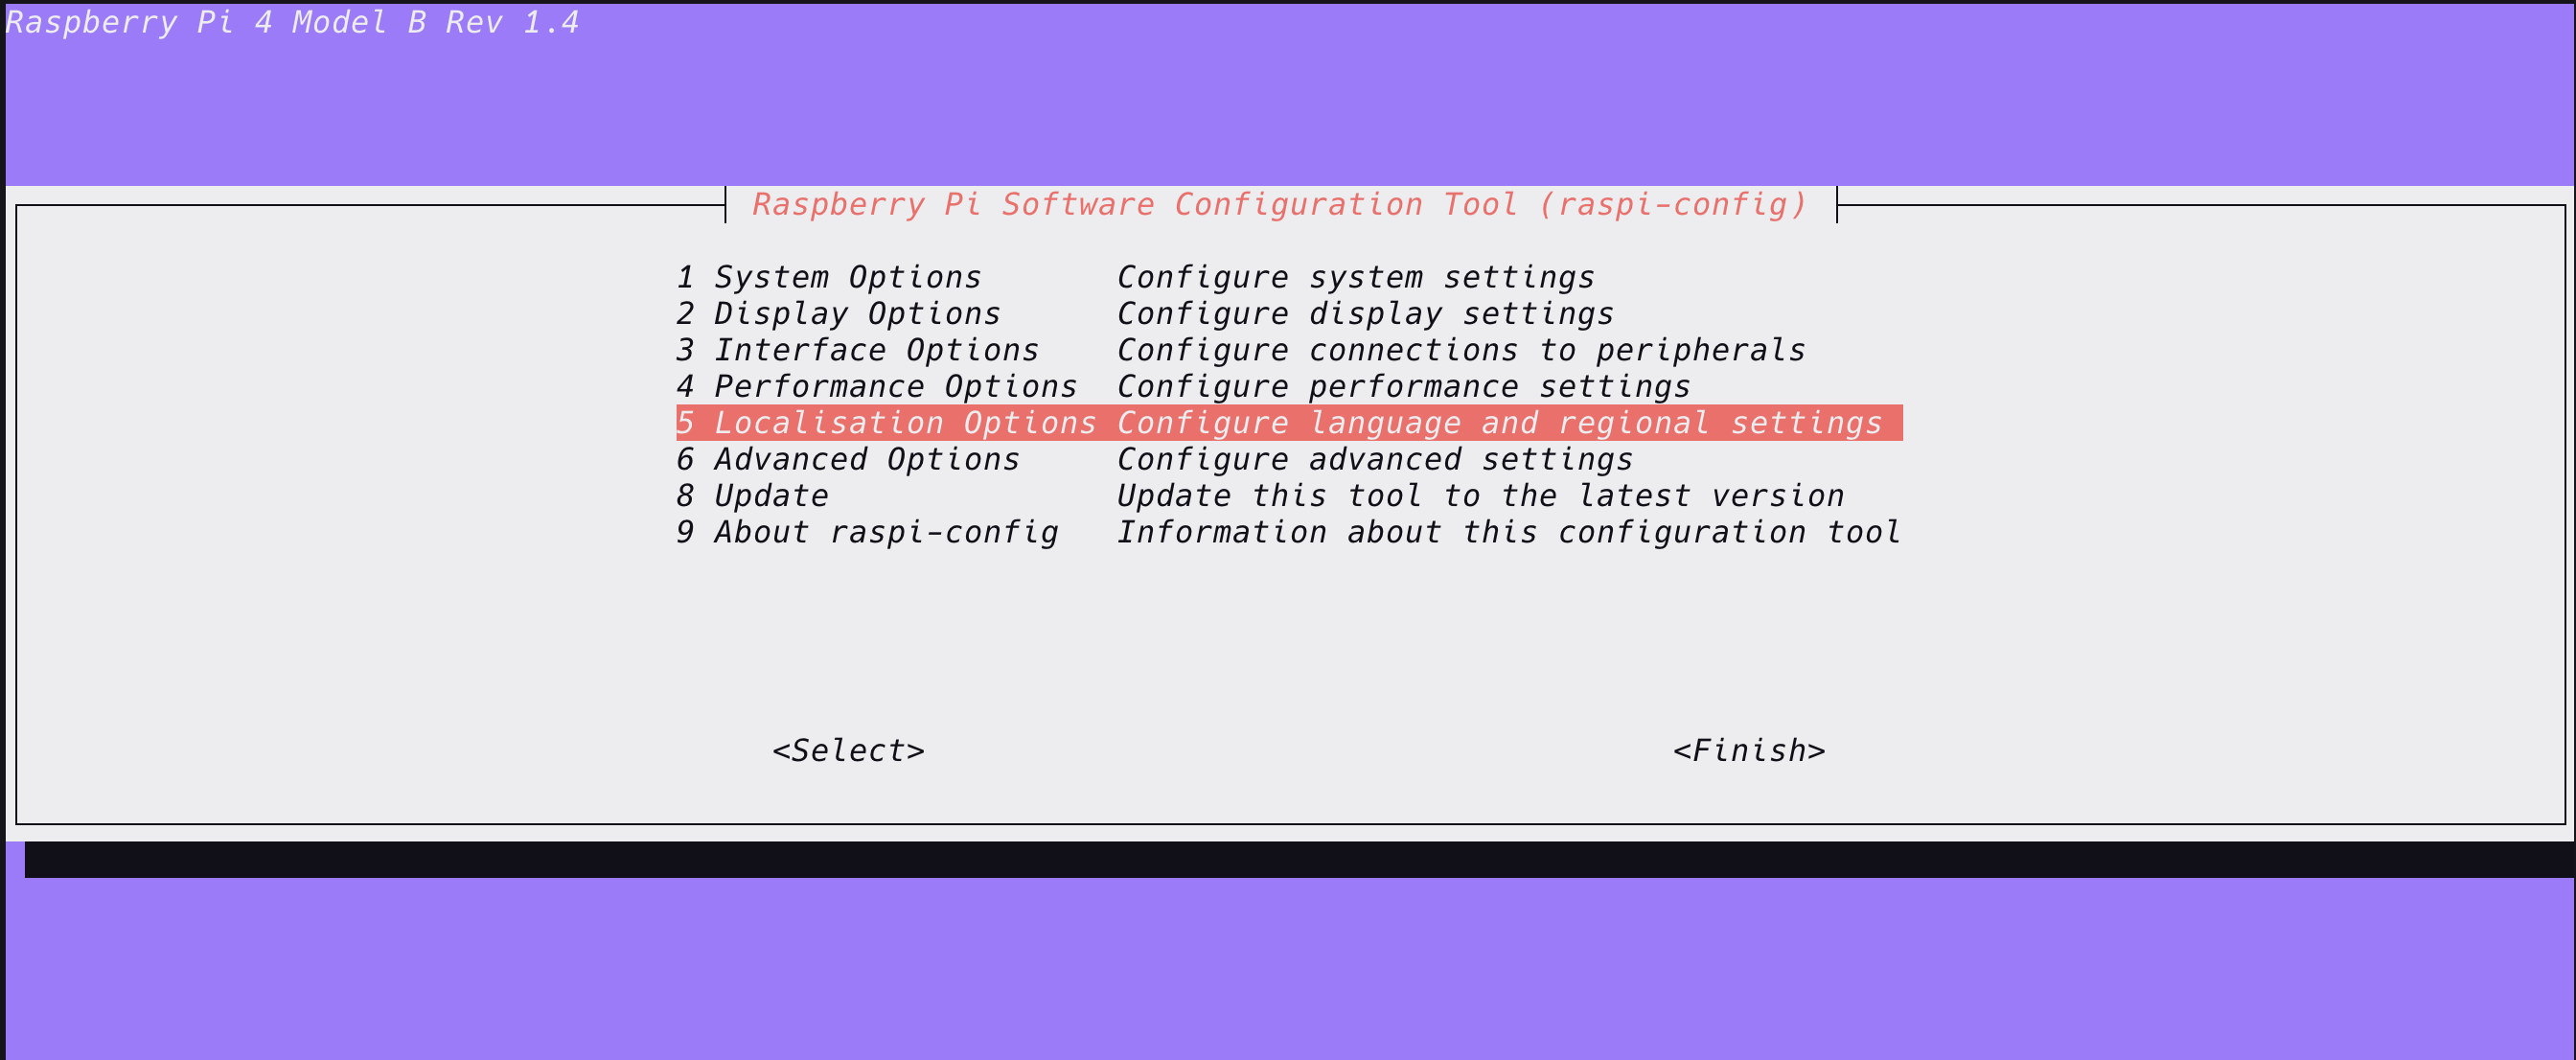 Raspberry Pi 4 Model B Rev 1.4
Raspberry Pi Software Configuration Tool (raspi-config)
1 System Options Configure system settings
2 Display Options Configure display settings
3 Interface Options Configure connections to peripherals
4 Performance Options Configure performance settings
5 Localisation Options Configure language and regional settings
6 Advanced Options Configure advanced settings
8 Update Update this tool to the latest version
9 About raspi-config Information about this configuration tool
<Select> <Finish>